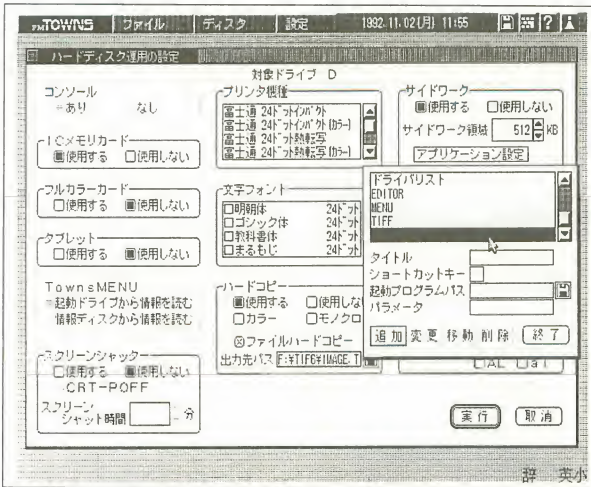 FMTOWNS ファイル ディスク 設定 1992.11.02(月) 11:55
ハードディスク運用の設定
対象ドライブ D
コンソール
あり なし
ICメモリカード
使用する 使用しない
フルカラーカード
使用する 使用しない
タブレット
使用する 使用しない
TownsMENU
起動ドライブから情報を読む
情報ディスクから情報を読む
スクリーンシャッター
使用する 使用しない
CRT-POFF
スクリーン
シャット時間 分
プリンタ機種
富士通 24ドットインパクト
富士通 24ドットインパクト(カラー)
富士通 24ドット熱転写
富士通 24ドット熱転写(カラー)
文字フォント
明朝体 24ドット
ゴシック体 24ドット
教科書体 24ドット
まるもじ 24ドット
ハードコピー
使用する 使用しな
カラー モノクロ
ファイルハードコピー
出力先パス F:¥TIF6¥IMAGE.T
サイドワーク
使用する 使用しない
サイドワーク領域 512 KB
アプリケーション設定
ドライバリスト
EDITOR
MENU
TIFF
タイトル
ショートカットキー
起動プログラムパス
パラメータ
追加 変更 移動 削除 終了
実行 取消
辞 英小